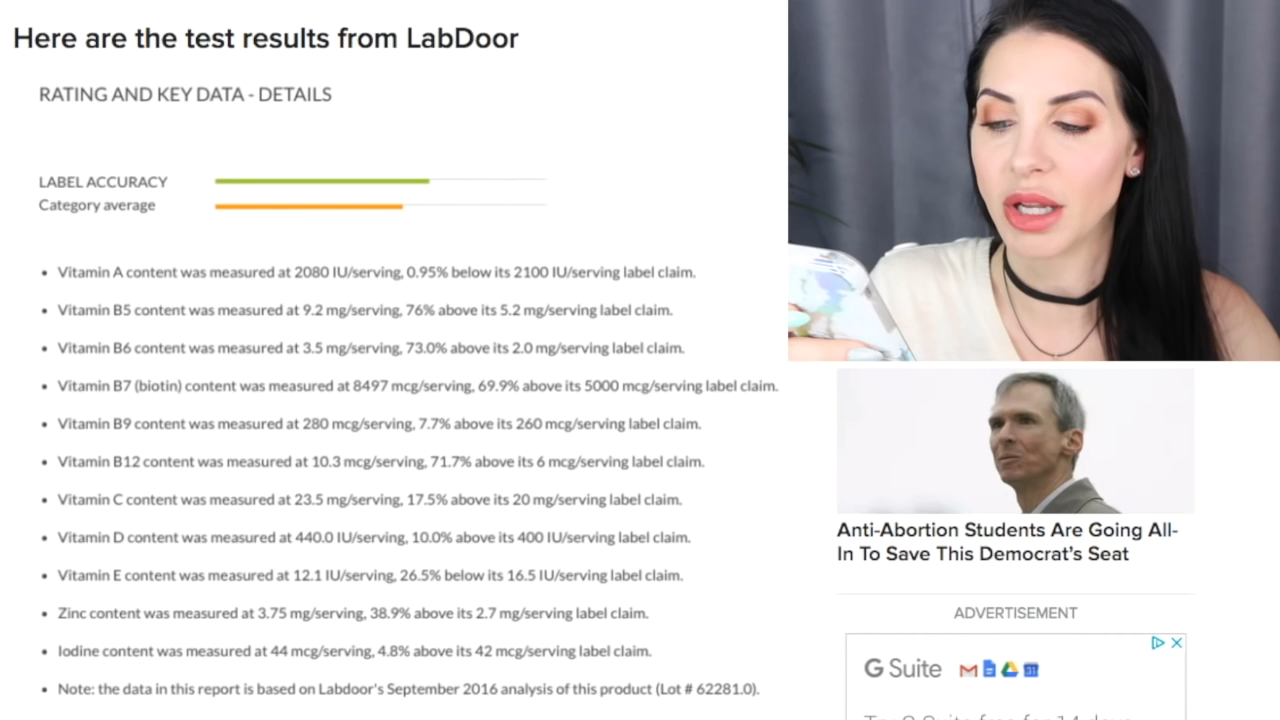 Here are the test results from LabDoor
RATING AND KEY DATA - DETAILS
LABEL ACCURACY
Category average
• Vitamin A content was measured at 2080 IU/serving, 0.95% below its 2100 IU/serving label claim.
• Vitamin B5 content was measured at 9.2 mg/serving, 76% above its 5.2 mg/serving label claim.
• Vitamin B6 content was measured at 3.5 mg/serving, 73.0% above its 2.0 mg/serving label claim.
• Vitamin B7 (biotin) content was measured at 8497 mcg/serving, 69.9% above its 5000 mcg/serving label claim.
• Vitamin B9 content was measured at 280 mcg/serving, 7.7% above its 260 mcg/serving label claim.
• Vitamin B12 content was measured at 10.3 mcg/serving, 71.7% above its 6 mcg/serving label claim.
• Vitamin C content was measured at 23.5 mg/serving, 17.5% above its 20 mg/serving label claim.
• Vitamin D content was measured at 440.0 IU/serving, 10.0% above its 400 IU/serving label claim.
• Vitamin E content was measured at 12.1 IU/serving, 26.5% below its 16.5 IU/serving label claim.
• Zinc content was measured at 3.75 mg/serving, 38.9% above its 2.7 mg/serving label claim.
• Iodine content was measured at 44 mcg/serving, 4.8% above its 42 mcg/serving label claim.
• Note: the data in this report is based on Labdoor's September 2016 analysis of this product (Lot # 62281.0).
Anti-Abortion Students Are Going All-
In To Save This Democrat's Seat
ADVERTISEMENT
G Suite
31
Try G Suite free for 14 days